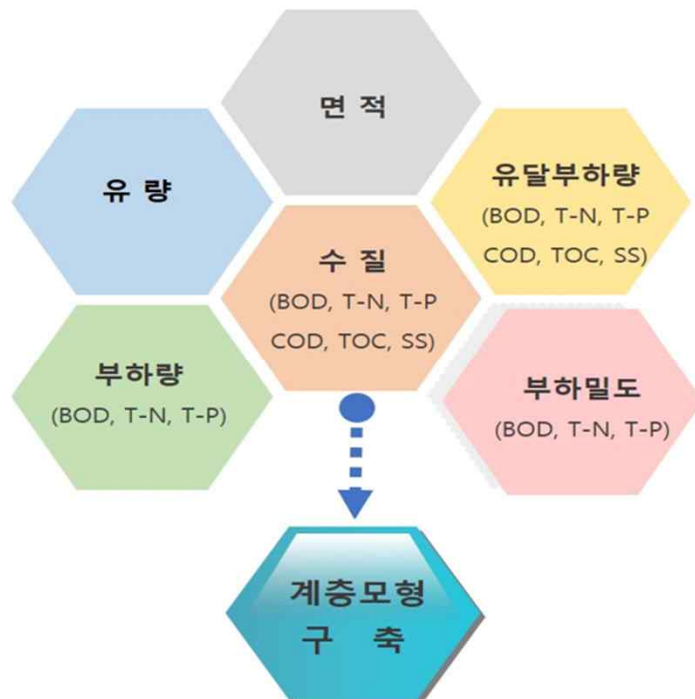 면 적
유 량
유달부하량
(BOD, T-N, T-P
COD, TOC, SS)
수 질
(BOD, T-N, T-P
COD, TOC, SS)
부하량
(BOD, T-N, T-P)
부하밀도
(BOD, T-N, T-P)
계층모형
구 축